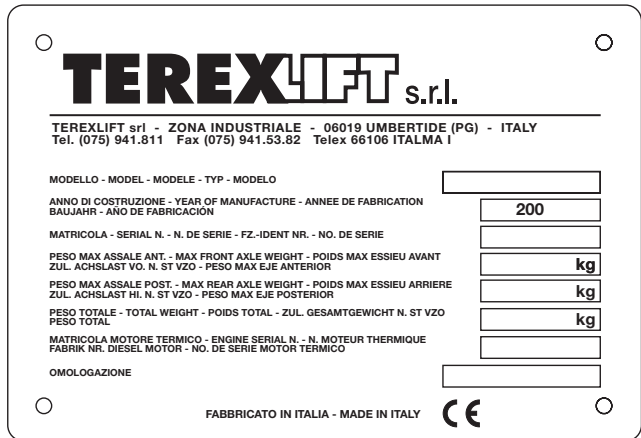 TEREXLIFT s.r.l.
TEREXLIFT srl - ZONA INDUSTRIALE - 06019 UMBERTIDE (PG) - ITALY
Tel. (075) 941.811 Fax (075) 941.53.82 Telex 66106 ITALMA I
MODELLO - MODEL - MODELE - TYP - MODELO
ANNO DI COSTRUZIONE - YEAR OF MANUFACTURE - ANNEE DE FABRICATION
BAUJAHR - AÑO DE FABRICACIÓN
200
MATRICOLA - SERIAL N. - N. DE SERIE - FZ.-IDENT NR. - NO. DE SERIE
PESO MAX ASSALE ANT. - MAX FRONT AXLE WEIGHT - POIDS MAX ESSIEU AVANT
ZUL. ACHSLAST VO. N. ST VZO - PESO MAX EJE ANTERIOR
kg
PESO MAX ASSALE POST. - MAX REAR AXLE WEIGHT - POIDS MAX ESSIEU ARRIERE
ZUL. ACHSLAST HI. N. ST VZO - PESO MAX EJE POSTERIOR
kg
PESO TOTALE - TOTAL WEIGHT - POIDS TOTAL - ZUL. GESAMTGEWICHT N. ST VZO
PESO TOTAL
kg
MATRICOLA MOTORE TERMICO - ENGINE SERIAL N. - N. MOTEUR THERMIQUE
FABRIK NR. DIESEL MOTOR - NO. DE SERIE MOTOR TERMICO
OMOLOGAZIONE
FABBRICATO IN ITALIA - MADE IN ITALY CE